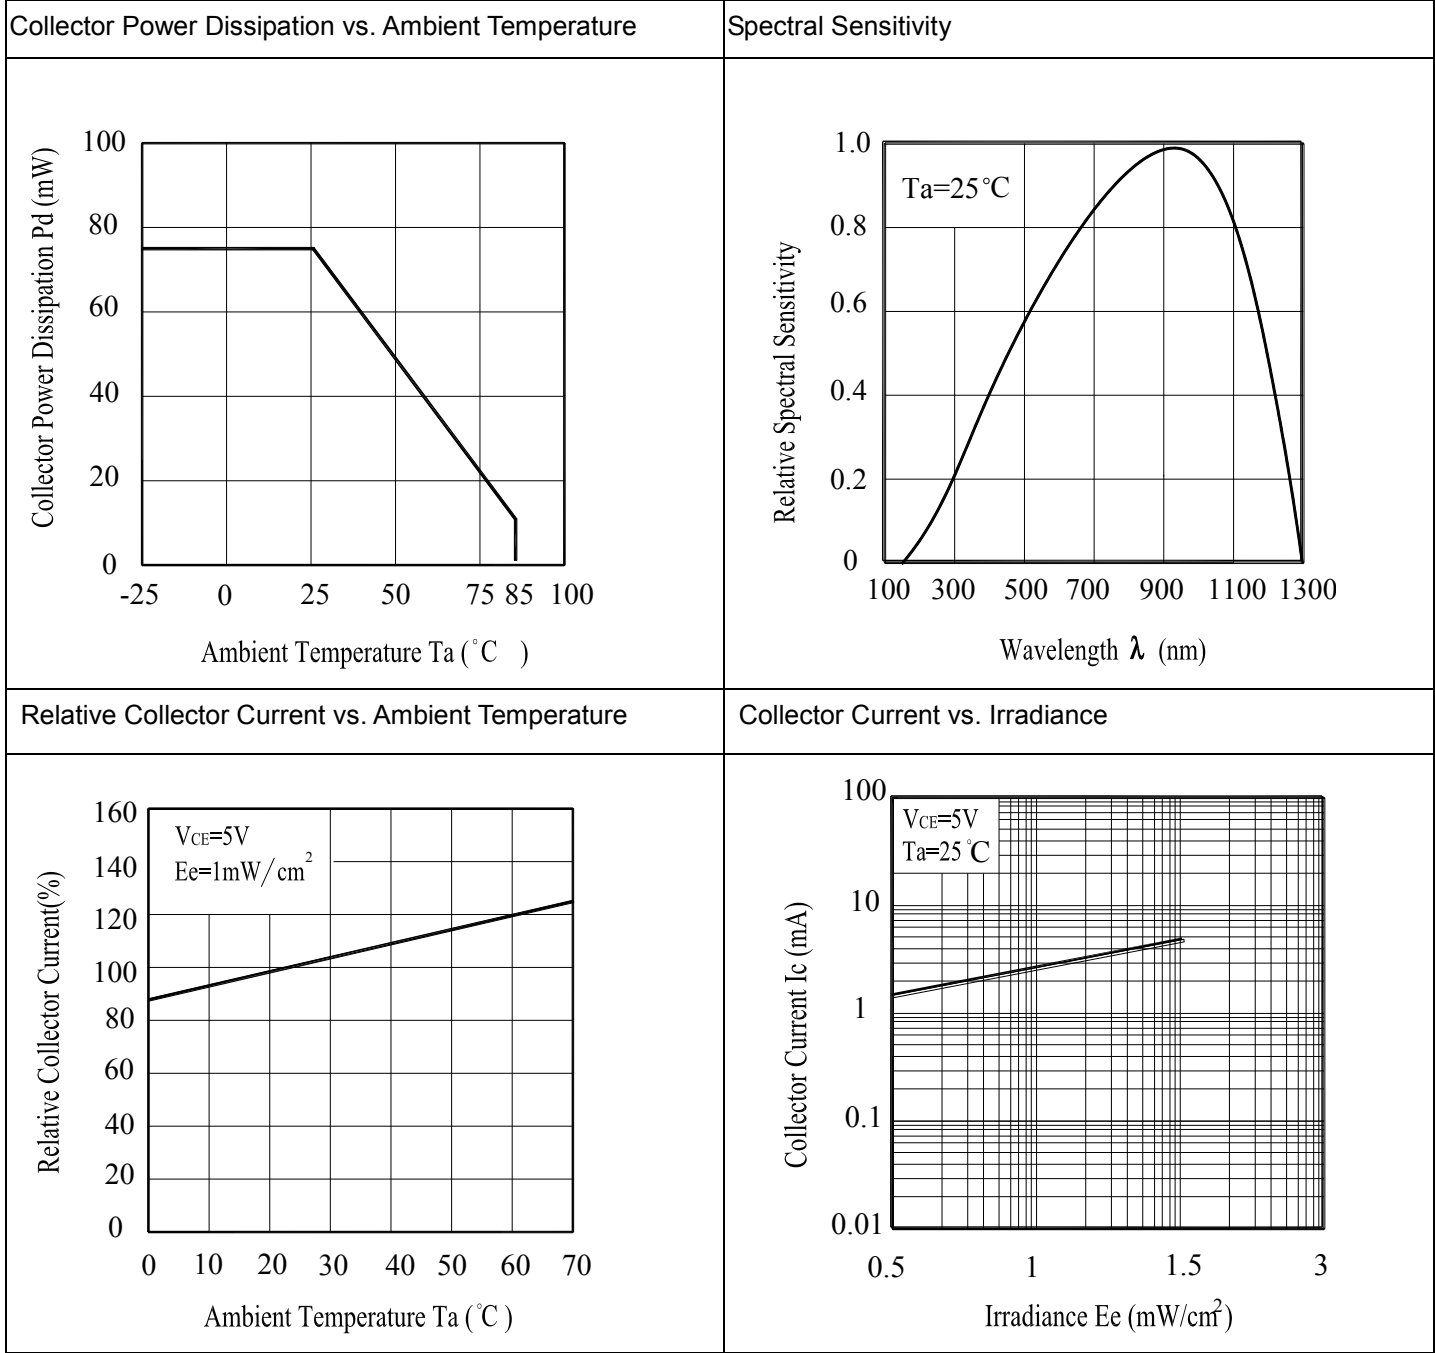 Collector Power Dissipation vs. Ambient Temperature
Spectral Sensitivity
Collector Power Dissipation Pd (mW)
100
80
60
40
20
0
-25 0 25 50 75 85 100
Ambient Temperature Ta (°C )
Relative Spectral Sensitivity
1.0
0.8
0.6
0.4
0.2
0
Ta=25°C
100 300 500 700 900 1100 1300
Wavelength λ (nm)
Relative Collector Current vs. Ambient Temperature
Collector Current vs. Irradiance
Relative Collector Current(%)
160
140
120
100
80
60
40
20
0
VCE=5V
Ee=1mW/cm²
0 10 20 30 40 50 60 70
Ambient Temperature Ta (°C)
Collector Current Ic (mA)
100
10
1
0.1
0.01
VCE=5V
Ta=25°C
0.5 1 1.5 3
Irradiance Ee (mW/cm²)